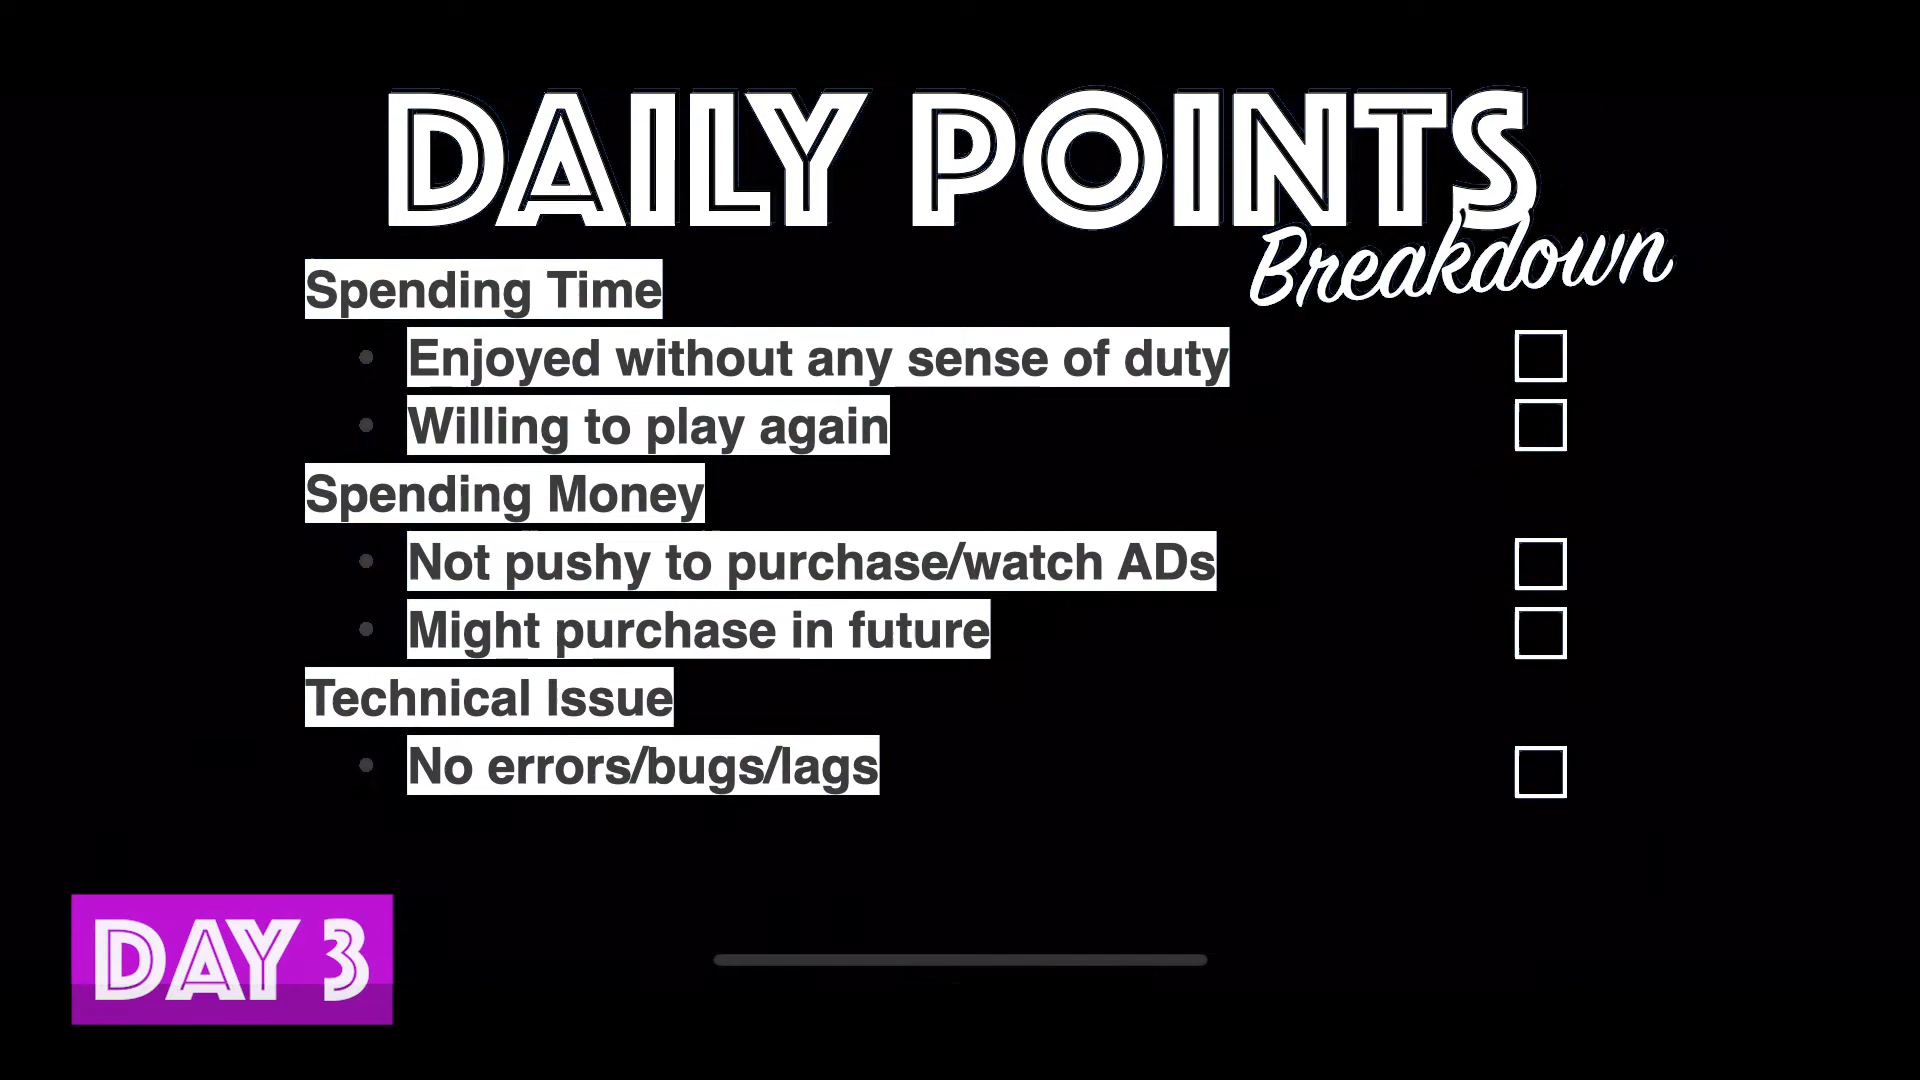 DAILY POINTS
Breakdown
Spending Time
• Enjoyed without any sense of duty
• Willing to play again
Spending Money
• Not pushy to purchase/watch ADs
• Might purchase in future
Technical Issue
• No errors/bugs/lags
DAY 3